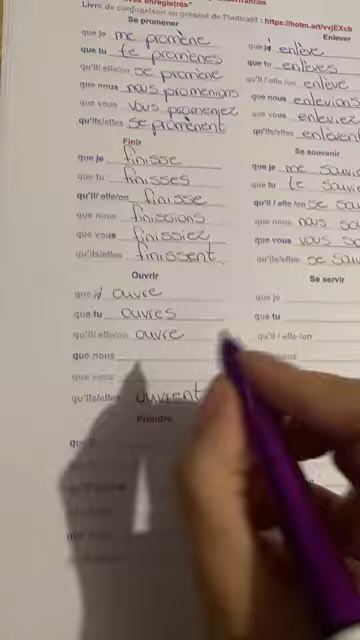 Livre de conjugaison au présent de l'indicatif : https://hotm.art/vvjEXcb
Se promener
que je me promène
que tu te promènes
qu'il/elle/on se promène
que nous nous promenions
que vous vous promeniez
qu'ils/elles se promènent
Finir
que je finisse
que tu finisses
qu'il/ elle/on finisse
que nous finissions
que vous finissiez
qu'ils/elles finissent
Ouvrir
que j' ouvre
que tu ouvres
qu'il/ elle/on ouvre
que nous
que vous
qu'ils/elles ouvrent
Prendre
Enlever
que j' enlève
que tu enlèves
qu'il / elle /on enlève
que nous enlevions
que vous enleviez
qu'ils/elles enlèvent
Se souvenir
que je me
que tu te
qu'il / elle /on se
que nous nous
que vous vous
qu'ils/elles se
Se servir
que je
que tu
qu'il / elle /on